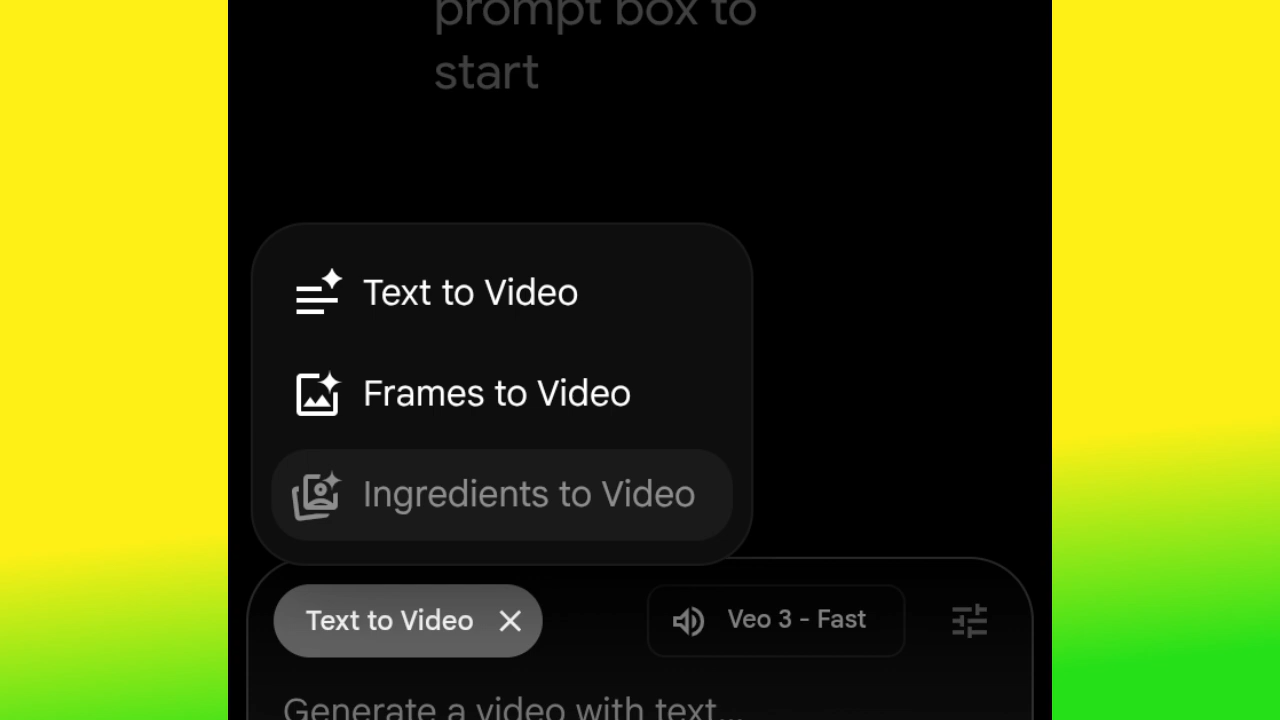 prompt box to
start
Text to Video
Frames to Video
Ingredients to Video
Text to Video
Veo 3 - Fast
Generate a video with text...